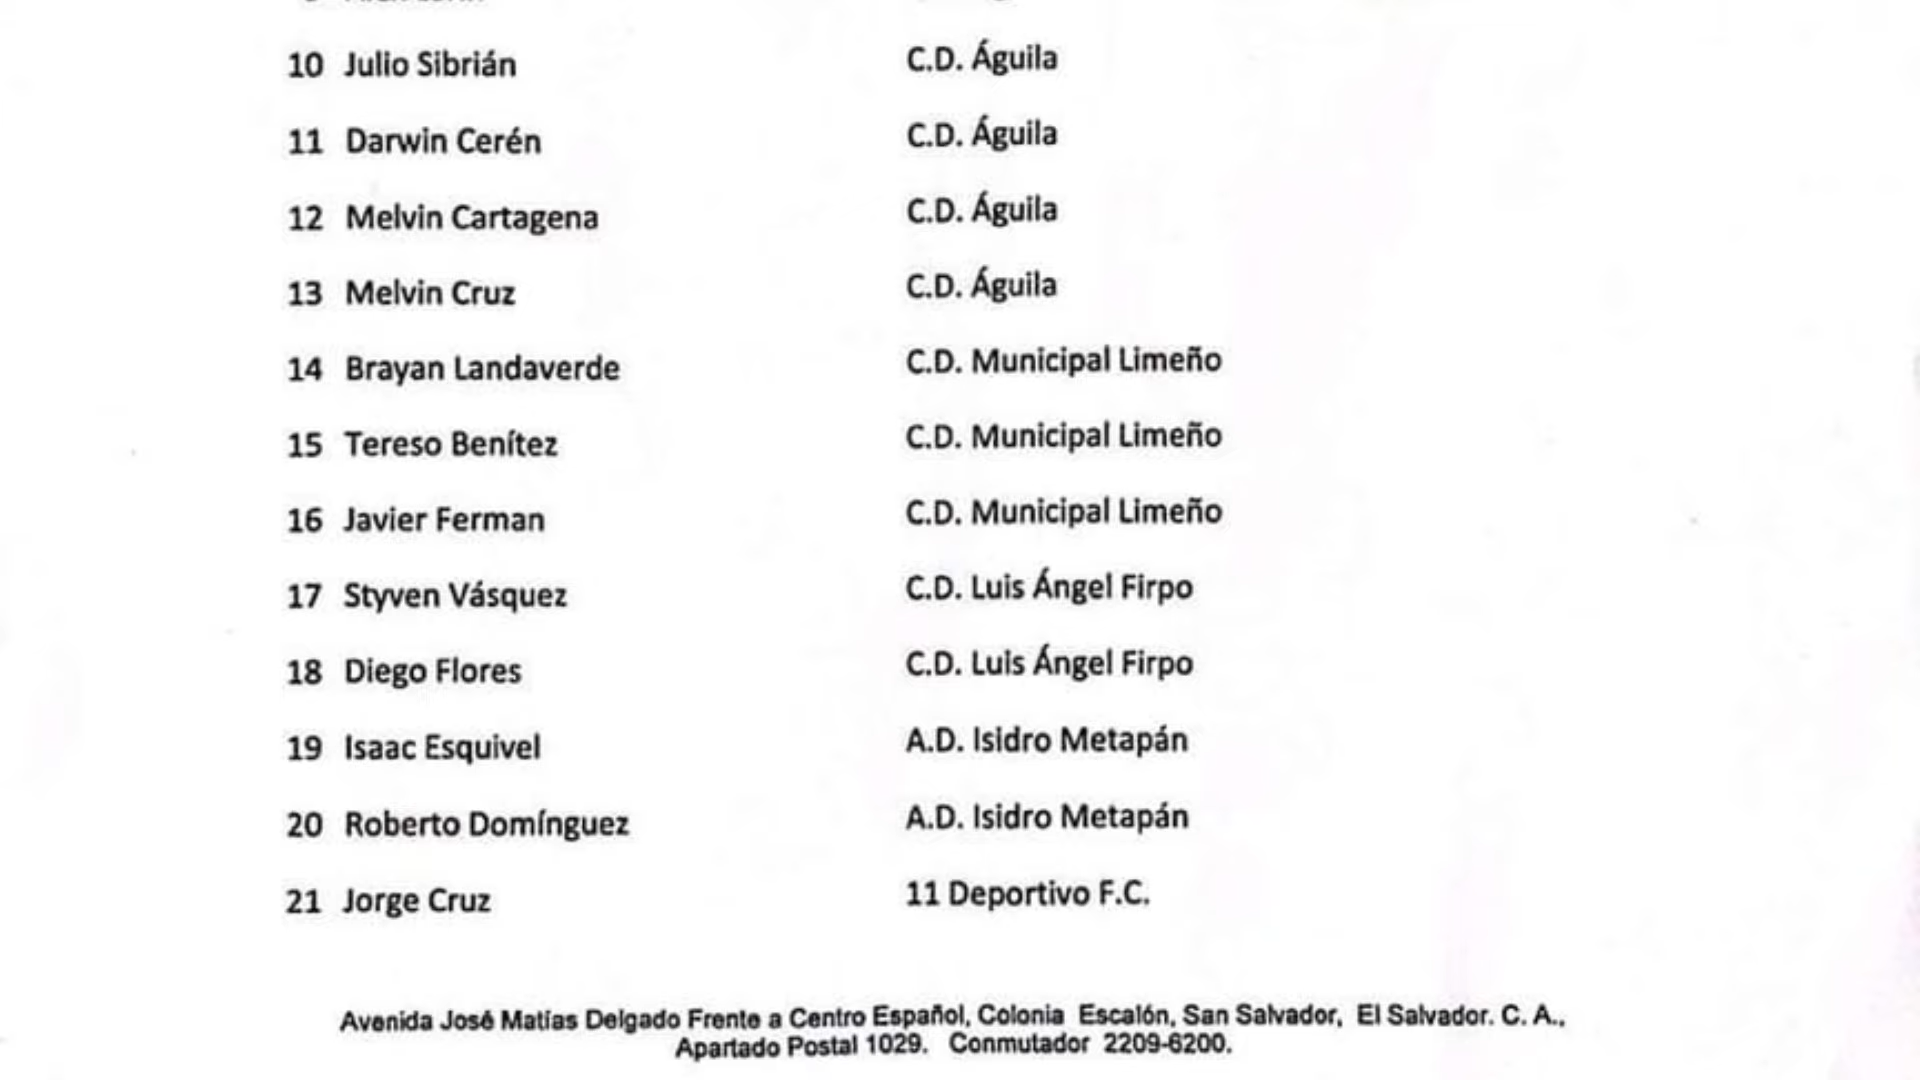 10 Julio Sibrián C.D. Águila
11 Darwin Cerén C.D. Águila
12 Melvin Cartagena C.D. Águila
13 Melvin Cruz C.D. Águila
14 Brayan Landaverde C.D. Municipal Limeño
15 Tereso Benítez C.D. Municipal Limeño
16 Javier Ferman C.D. Municipal Limeño
17 Styven Vásquez C.D. Luis Ángel Firpo
18 Diego Flores C.D. Luis Ángel Firpo
19 Isaac Esquivel A.D. Isidro Metapán
20 Roberto Domínguez A.D. Isidro Metapán
21 Jorge Cruz 11 Deportivo F.C.
Avenida José Matías Delgado Frente a Centro Español, Colonia Escalón, San Salvador, El Salvador. C. A.,
Apartado Postal 1029. Conmutador 2209-6200.